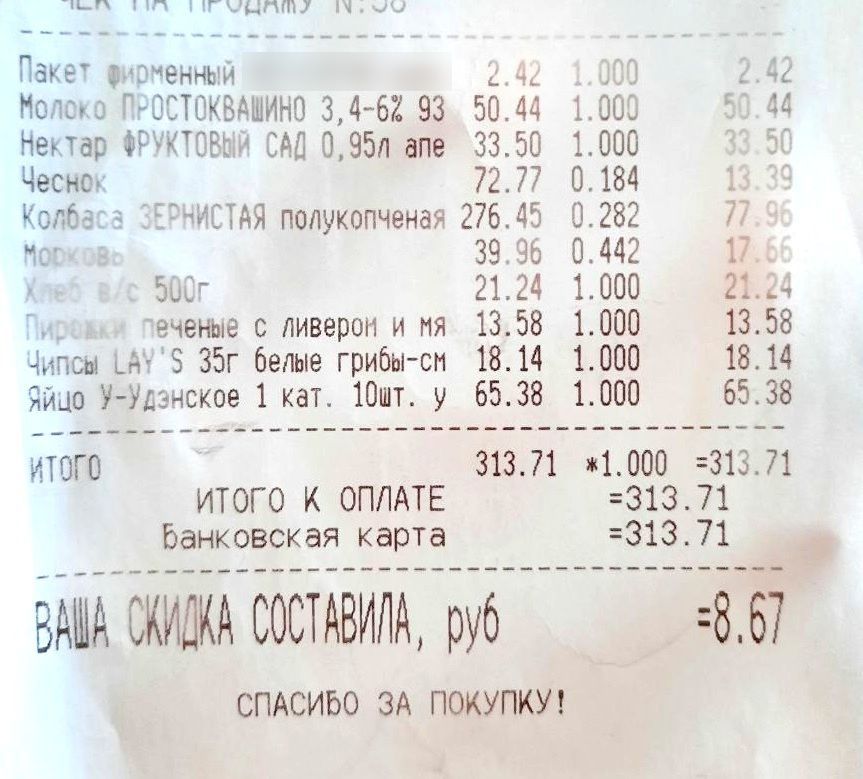 ЧЕК НА ПРОДАЖУ N:58
Пакет фирменный 2.42 1.000 2.42
Молоко ПРОСТОКВАШИНО 3,4-6% 93 50.44 1.000 50.44
Нектар ФРУКТОВЫЙ САД 0,95л апе 33.50 1.000 33.50
Чеснок 72.77 0.184 13.39
Колбаса ЗЕРНИСТАЯ полукопченая 276.45 0.282 77.96
Морковь 39.96 0.442 17.66
Хлеб в/с 500г 21.24 1.000 21.24
Пирожки печеные с ливером и мя 13.58 1.000 13.58
Чипсы LAY'S 35г белые грибы-см 18.14 1.000 18.14
Яйцо У-Удэнское 1 кат. 10шт. у 65.38 1.000 65.38
ИТОГО 313.71 *1.000 =313.71
ИТОГО К ОПЛАТЕ =313.71
Банковская карта =313.71
ВАША СКИДКА СОСТАВИЛА, руб =8.67
СПАСИБО ЗА ПОКУПКУ!